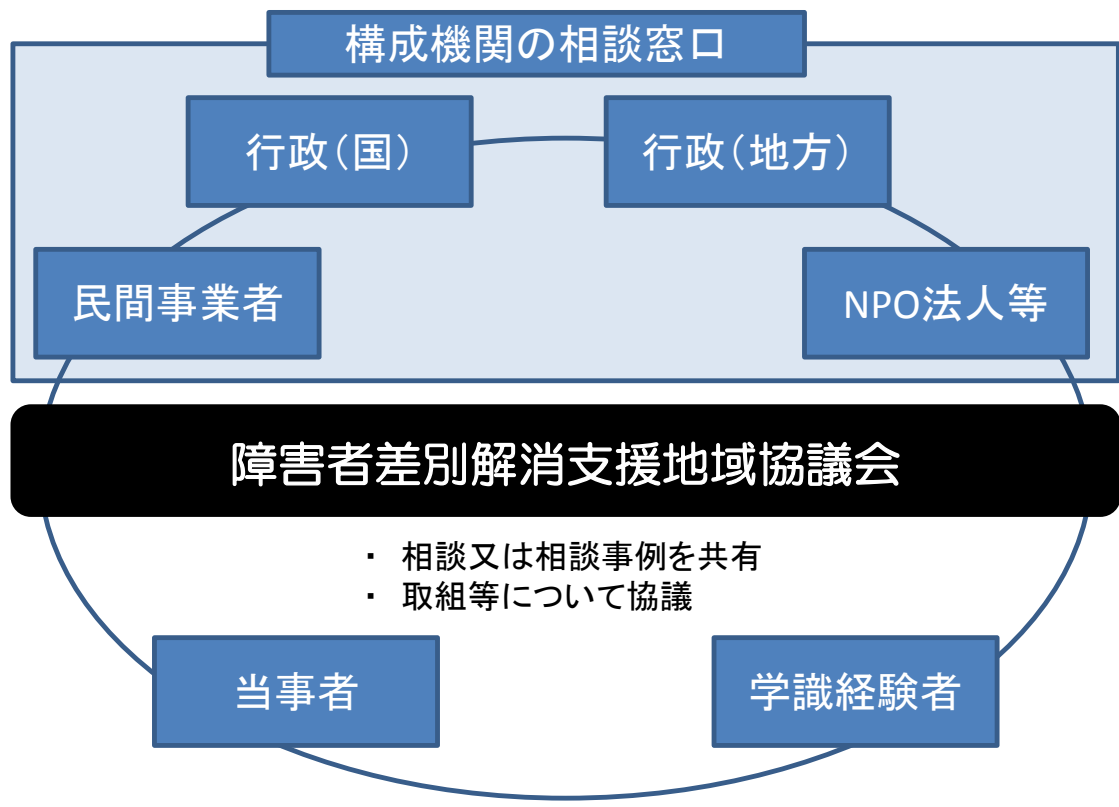 構成機関の相談窓口
行政（国）
行政（地方）
民間事業者
NPO法人等
障害者差別解消支援地域協議会
・ 相談又は相談事例を共有
・ 取組等について協議
当事者
学識経験者